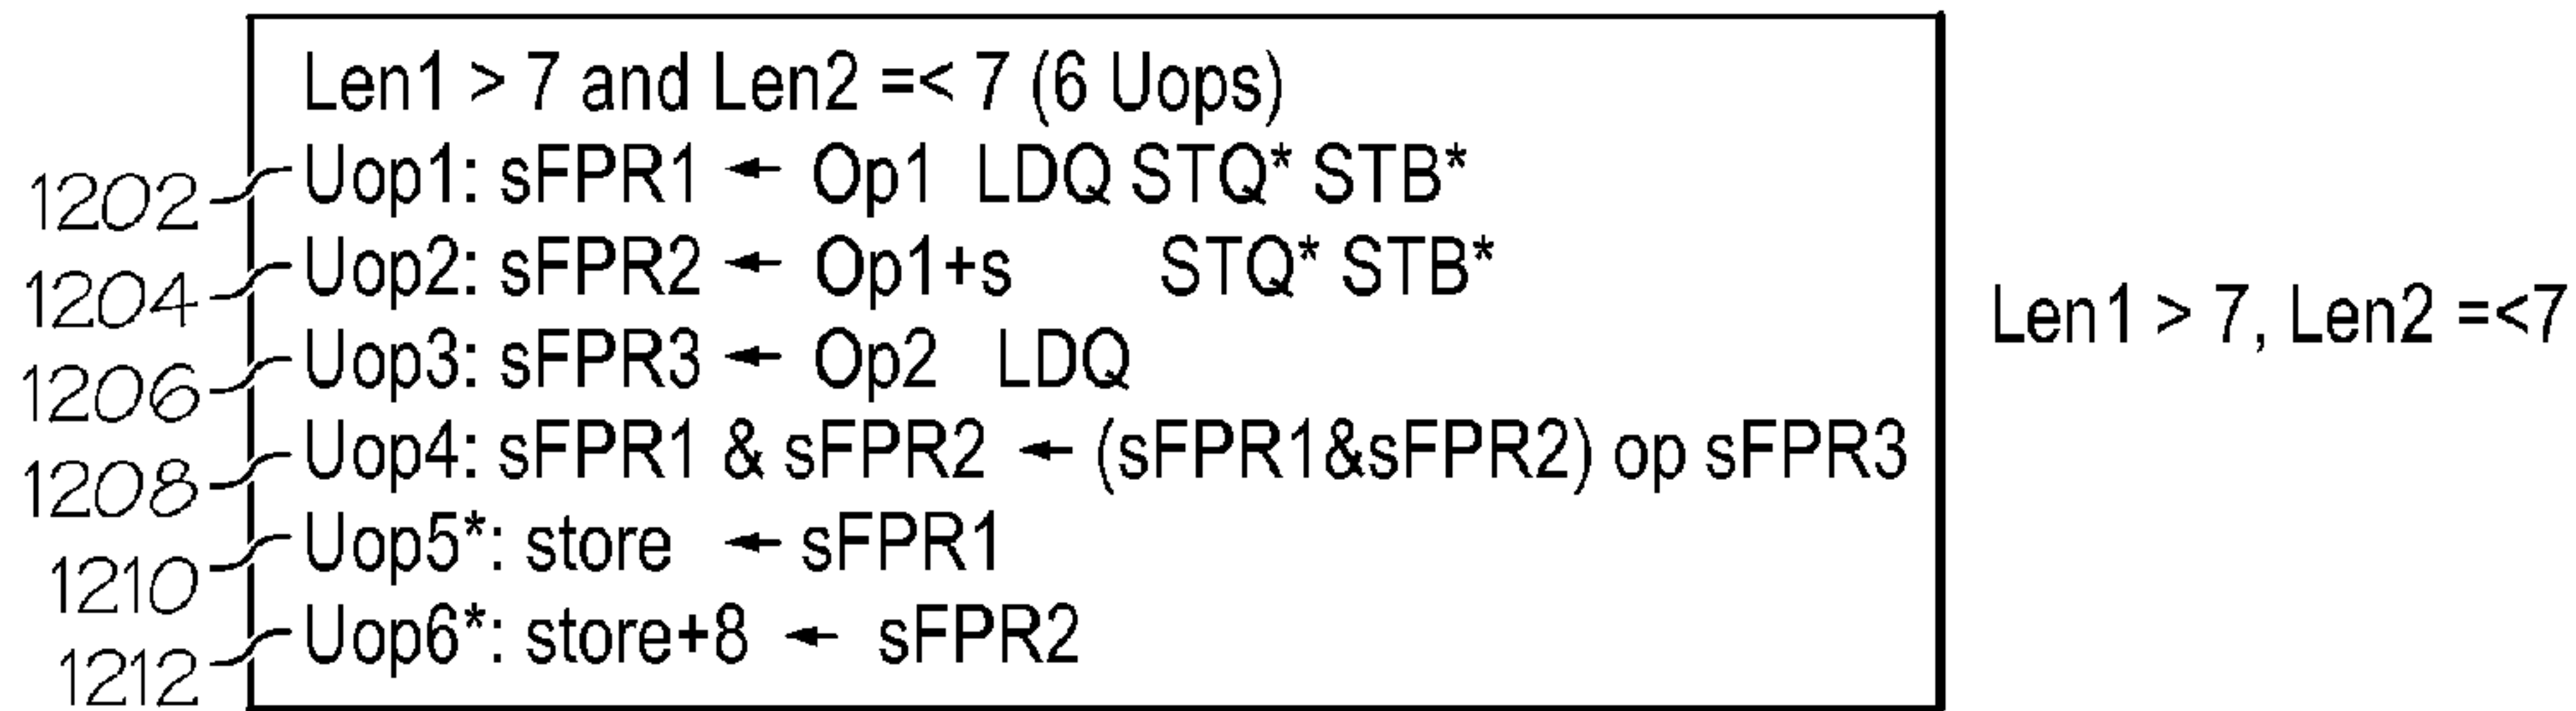 Len1 > 7 and Len2 =< 7 (6 Uops)
1202 Uop1: sFPR1 ← Op1 LDQ STQ* STB*
1204 Uop2: sFPR2 ← Op1+s STQ* STB*
1206 Uop3: sFPR3 ← Op2 LDQ
1208 Uop4: sFPR1 & sFPR2 ← (sFPR1&sFPR2) op sFPR3
1210 Uop5*: store ← sFPR1
1212 Uop6*: store+8 ← sFPR2
Len1 > 7, Len2 =<7